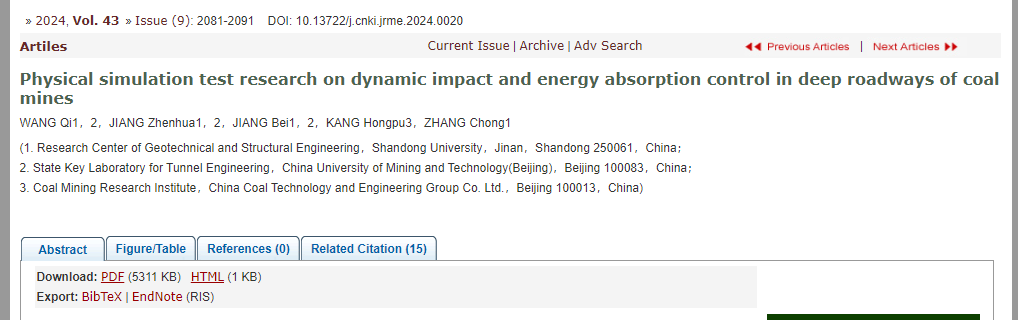 » 2024, Vol. 43 » Issue (9): 2081-2091 DOI: 10.13722/j.cnki.jrme.2024.0020
Artiles Current Issue | Archive | Adv Search Previous Articles | Next Articles
Physical simulation test research on dynamic impact and energy absorption control in deep roadways of coal
mines
WANG Qi1，2，JIANG Zhenhua1，2，JIANG Bei1，2，KANG Hongpu3，ZHANG Chong1
(1. Research Center of Geotechnical and Structural Engineering，Shandong University，Jinan，Shandong 250061，China；
2. State Key Laboratory for Tunnel Engineering，China University of Mining and Technology(Beijing)，Beijing 100083，China；
3. Coal Mining Research Institute，China Coal Technology and Engineering Group Co. Ltd.，Beijing 100013，China)
Abstract Figure/Table References (0) Related Citation (15)
Download: PDF (5311 KB) HTML (1 KB)
Export: BibTeX | EndNote (RIS)